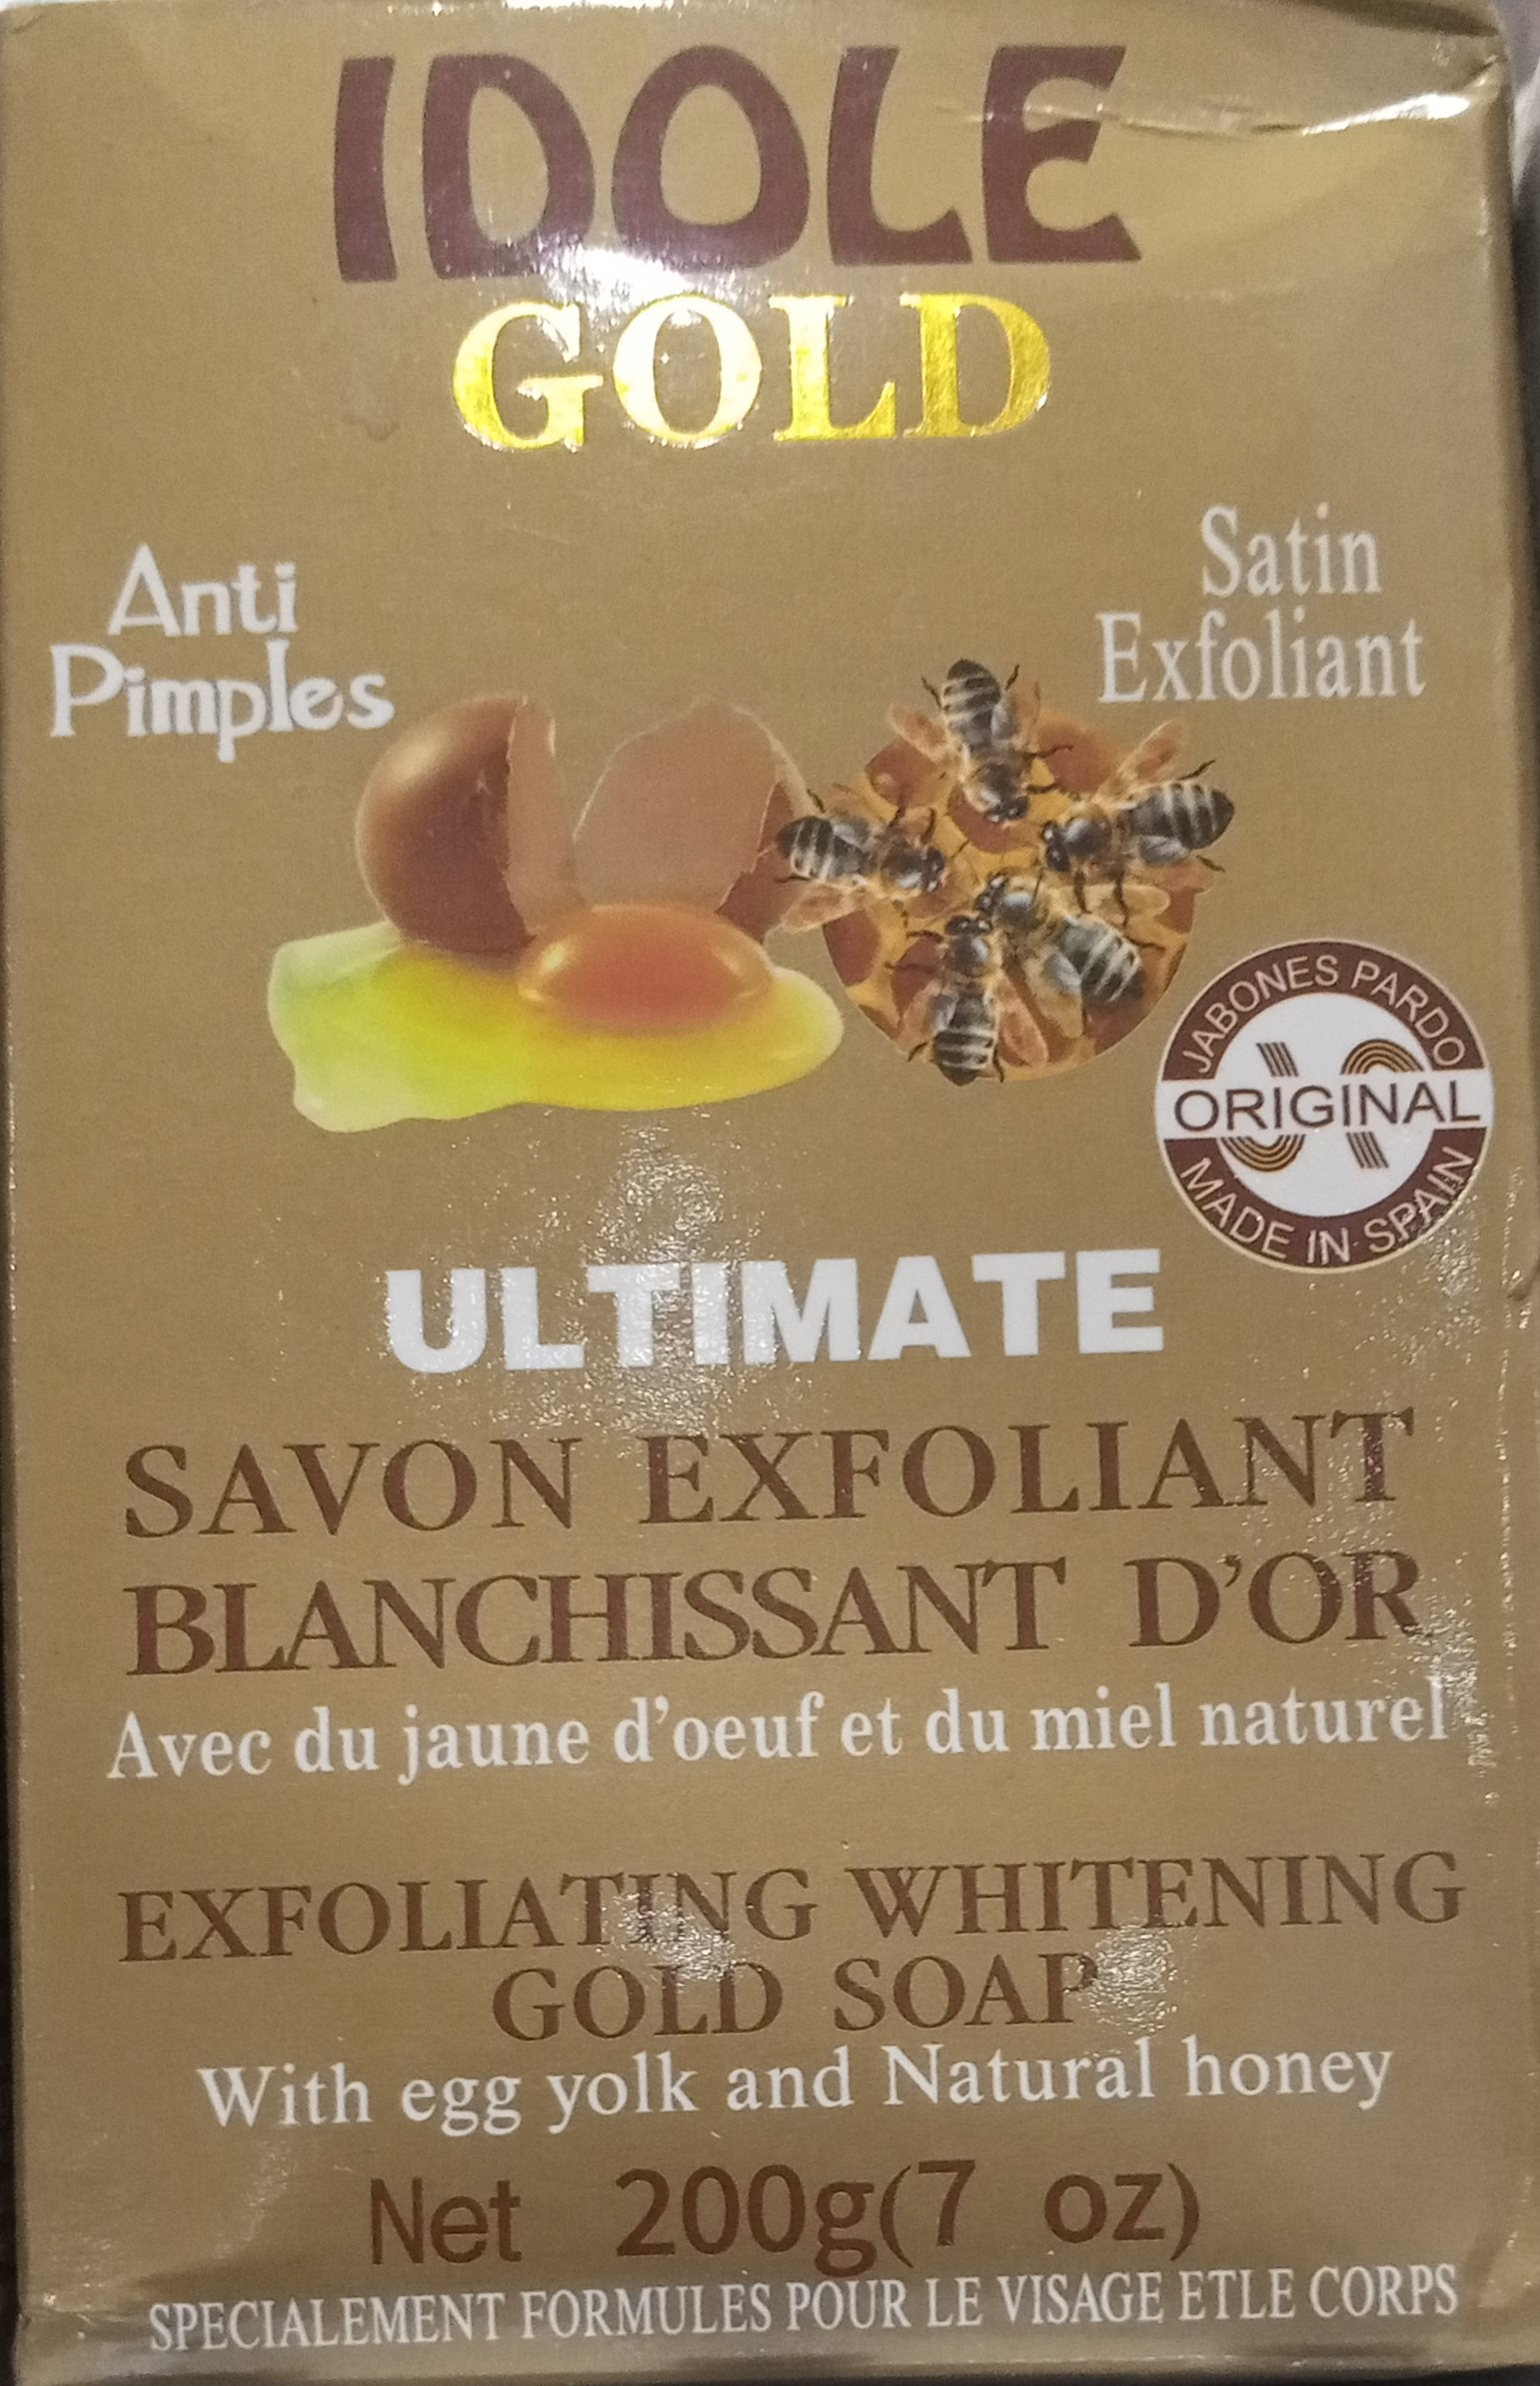 IDOLE
GOLD
Anti
Pimples
Satin
Exfoliant
JABONES PARDO
ORIGINAL
MADE IN SPAIN
ULTIMATE
SAVON EXFOLIANT
BLANCHISSANT D'OR
Avec du jaune d'oeuf et du miel naturel
EXFOLIATING WHITENING
GOLD SOAP
With egg yolk and Natural honey
Net 200g(7 oz)
SPECIALEMENT FORMULES POUR LE VISAGE ETLE CORPS